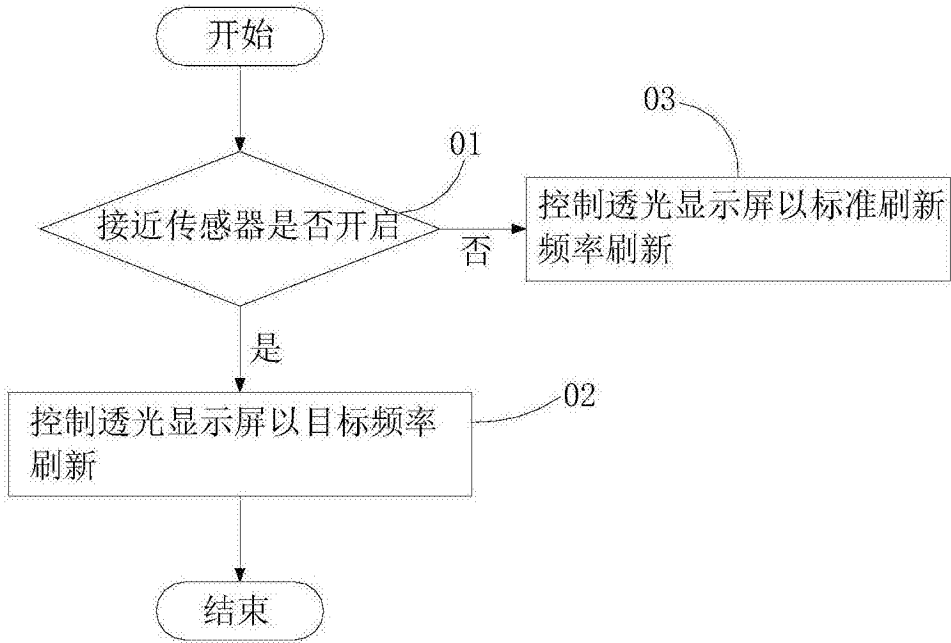 开始
01
接近传感器是否开启
否
03
控制透光显示屏以标准刷新
频率刷新
是
02
控制透光显示屏以目标频率
刷新
结束